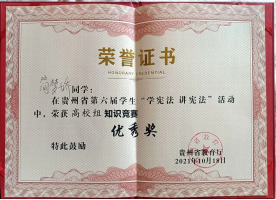 荣誉证书
HONORARY CREDENTIAL
同学：
在贵州省第六届学生“学宪法 讲宪法”活动
中，荣获高校组知识竞赛
优秀奖
特此鼓励
贵州省教育厅
2021年10月18日